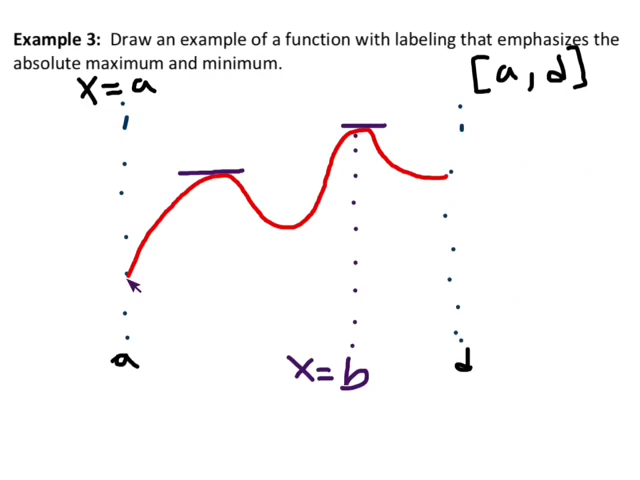 Example 3: Draw an example of a function with labeling that emphasizes the
absolute maximum and minimum.
x = a
[a, d]
a
x = b
d